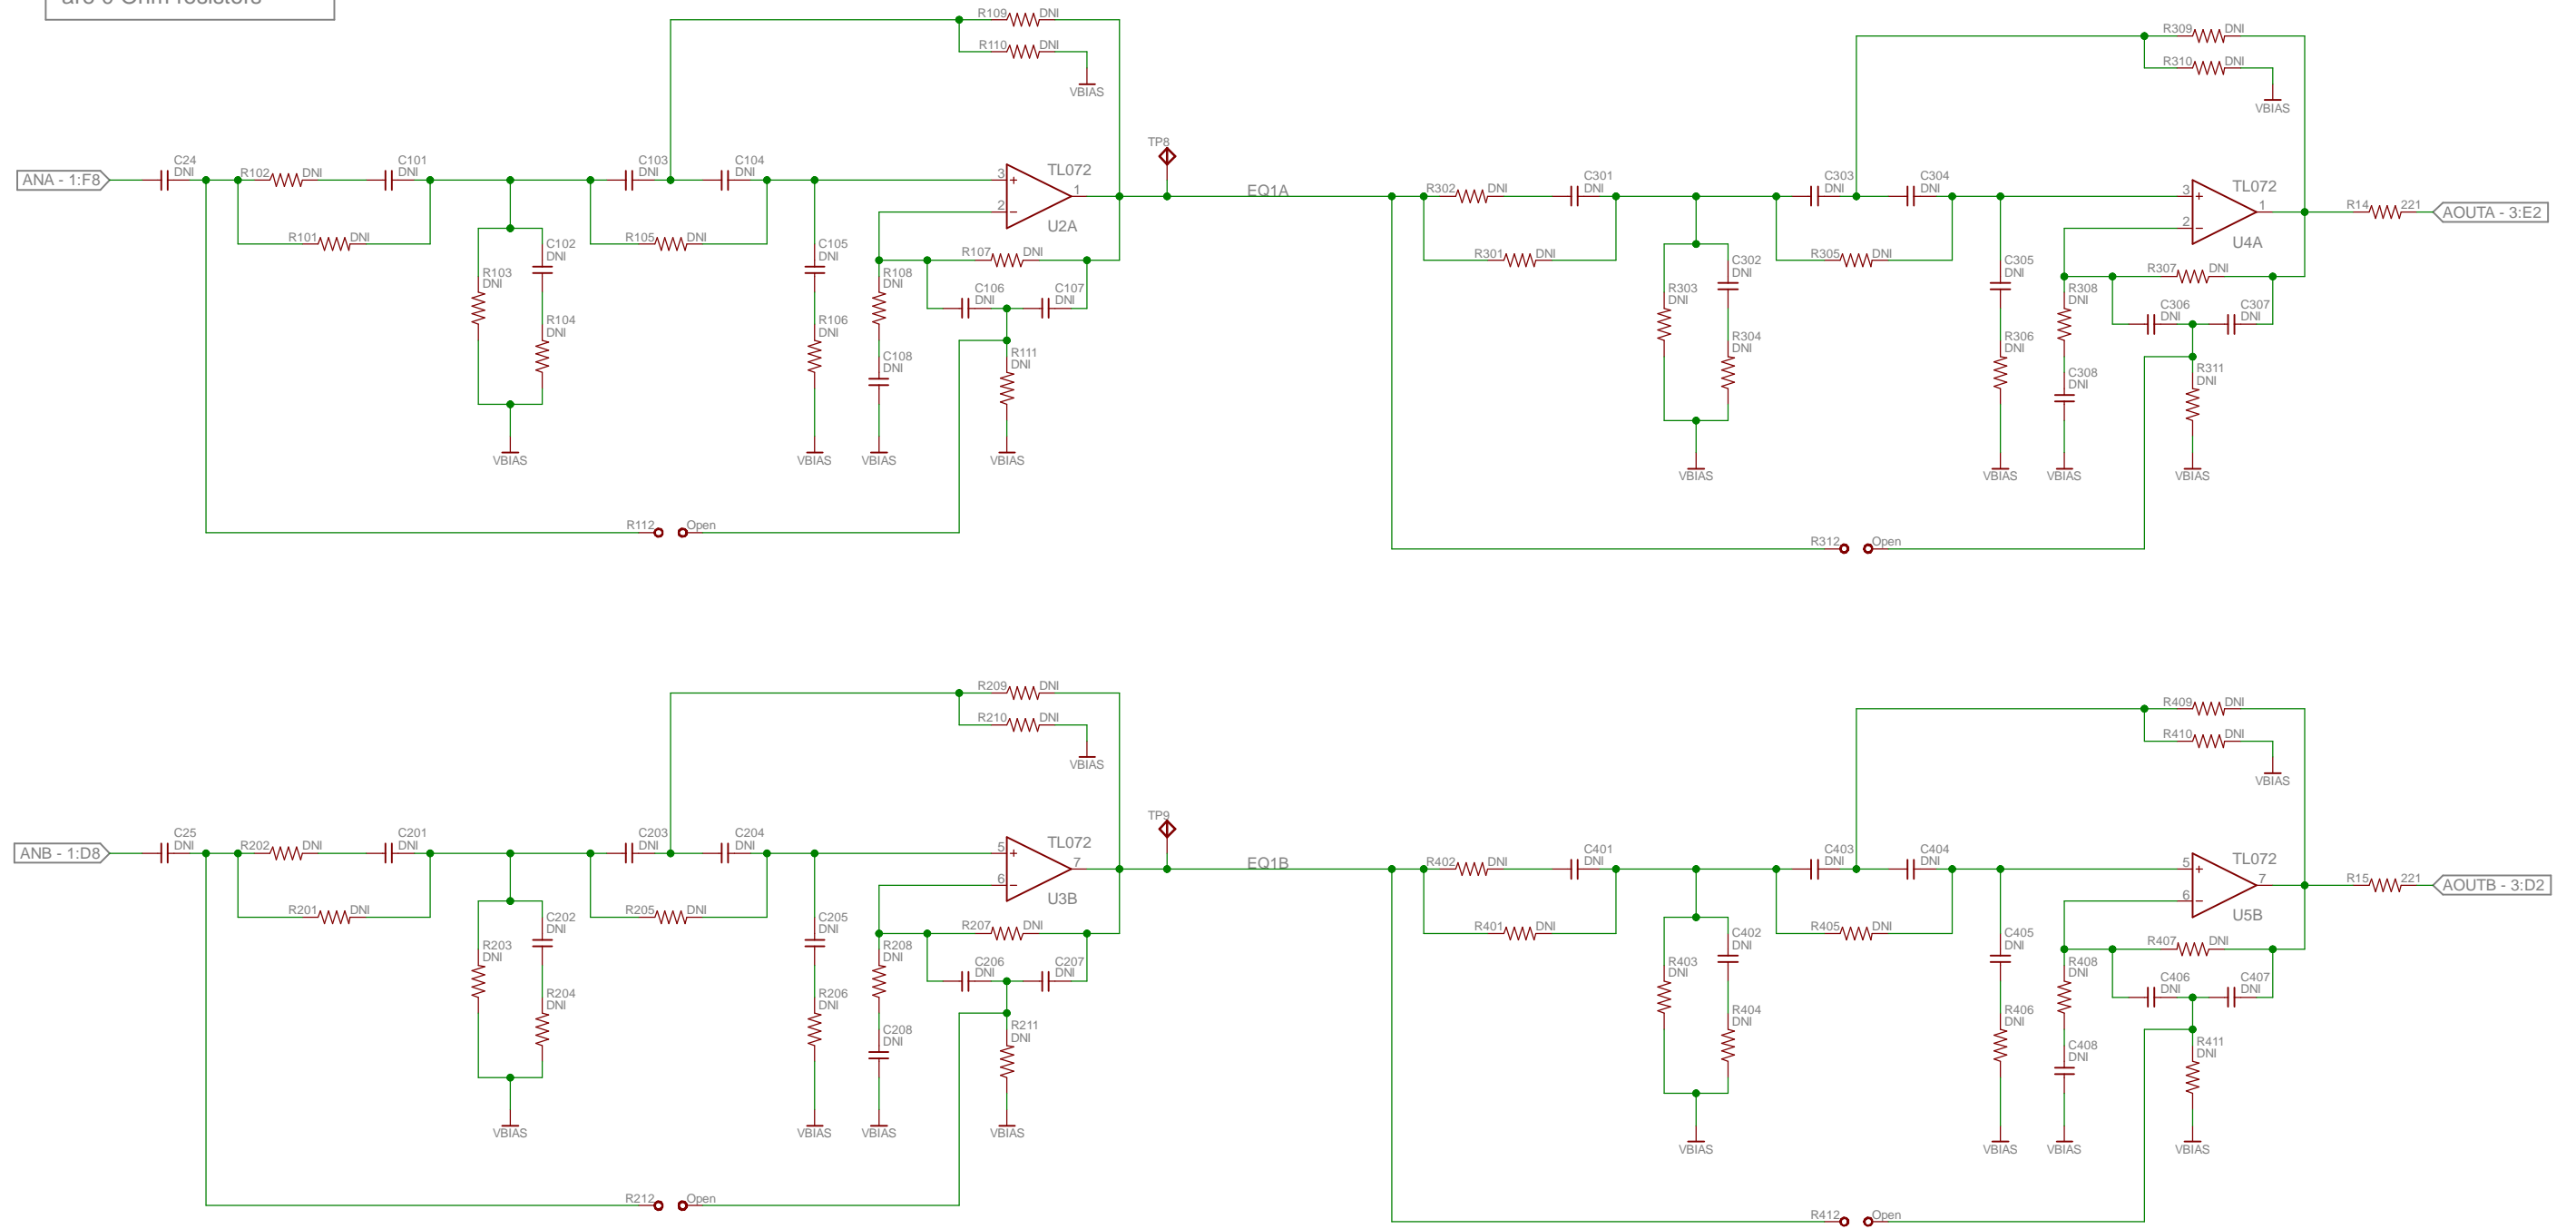 are 0 Ohm resistors
R109 DNI
R110 DNI
VBIAS
R309 DNI
R310 DNI
VBIAS
TP8
ANA - 1:F8
C24
DNI
R102 DNI
C101
DNI
C103
DNI
C104
DNI
R101 DNI
R105 DNI
3
2
1
TL072
U2A
EQ1A
R103
DNI
C102
DNI
R104
DNI
VBIAS
C105
DNI
R106
DNI
VBIAS
R107 DNI
R108
DNI
C106
DNI
C107
DNI
C108
DNI
VBIAS
R111
DNI
VBIAS
R112 Open
R302 DNI
C301
DNI
C303
DNI
C304
DNI
R301 DNI
R305 DNI
3
2
1
TL072
U4A
R14 221
AOUTA - 3:E2
R303
DNI
C302
DNI
R304
DNI
VBIAS
C305
DNI
R306
DNI
VBIAS
R307 DNI
R308
DNI
C306
DNI
C307
DNI
C308
DNI
VBIAS
R311
DNI
VBIAS
R312 Open
R209 DNI
R210 DNI
VBIAS
R409 DNI
R410 DNI
VBIAS
TP9
ANB - 1:D8
C25
DNI
R202 DNI
C201
DNI
C203
DNI
C204
DNI
R201 DNI
R205 DNI
5
6
7
TL072
U3B
EQ1B
R203
DNI
C202
DNI
R204
DNI
VBIAS
C205
DNI
R206
DNI
VBIAS
R207 DNI
R208
DNI
C206
DNI
C207
DNI
C208
DNI
VBIAS
R211
DNI
VBIAS
R212 Open
R402 DNI
C401
DNI
C403
DNI
C404
DNI
R401 DNI
R405 DNI
5
6
7
TL072
U5B
R15 221
AOUTB - 3:D2
R403
DNI
C402
DNI
R404
DNI
VBIAS
C405
DNI
R406
DNI
VBIAS
R407 DNI
R408
DNI
C406
DNI
C407
DNI
C408
DNI
VBIAS
R411
DNI
VBIAS
R412 Open